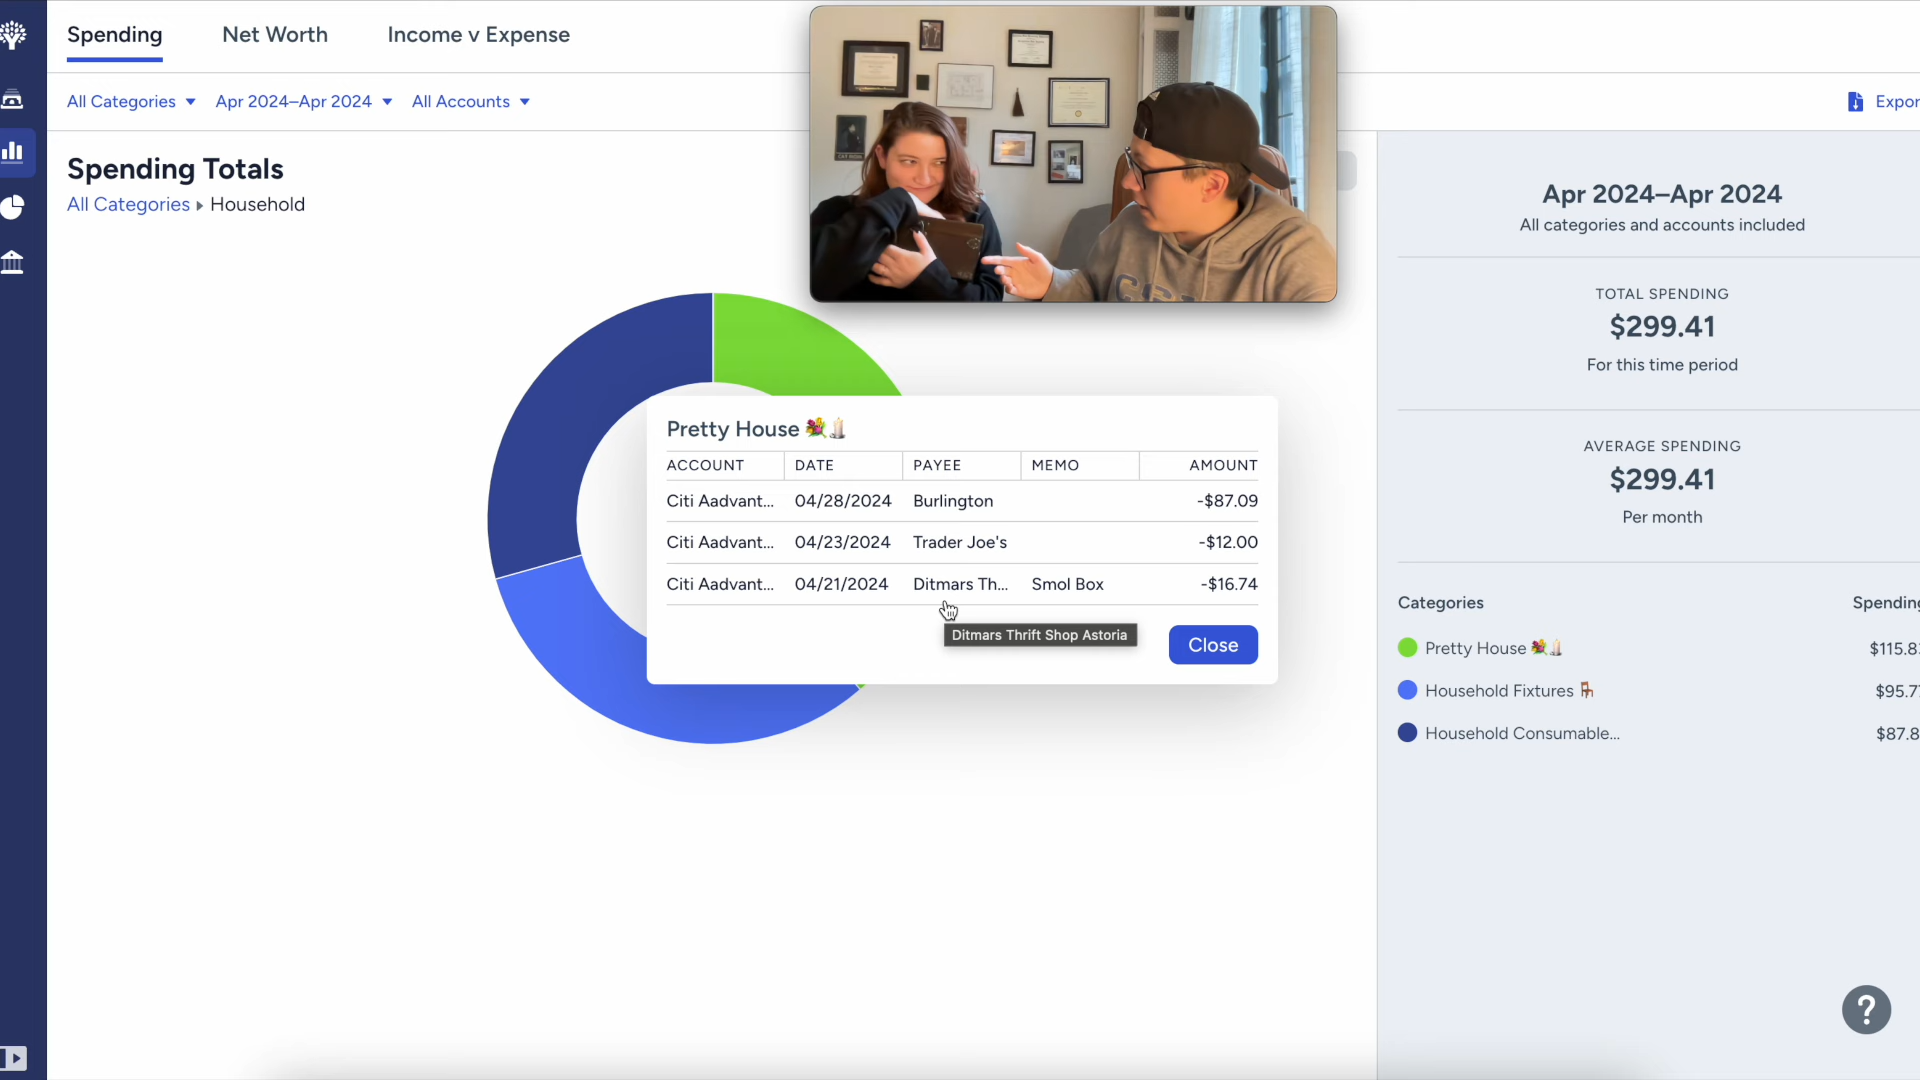 Spending
Net Worth
Income v Expense
All Categories
Apr 2024–Apr 2024
All Accounts
Expor
Spending Totals
All Categories ▸ Household
Pretty House 💐🕯️
ACCOUNT DATE PAYEE MEMO AMOUNT
Citi Aadvant... 04/28/2024 Burlington -$87.09
Citi Aadvant... 04/23/2024 Trader Joe's -$12.00
Citi Aadvant... 04/21/2024 Ditmars Th... Smol Box -$16.74
Ditmars Thrift Shop Astoria
Close
Apr 2024–Apr 2024
All categories and accounts included
TOTAL SPENDING
$299.41
For this time period
AVERAGE SPENDING
$299.41
Per month
Categories Spending
Pretty House 💐🕯️ $115.8
Household Fixtures 🪑 $95.7
Household Consumable... $87.8
?